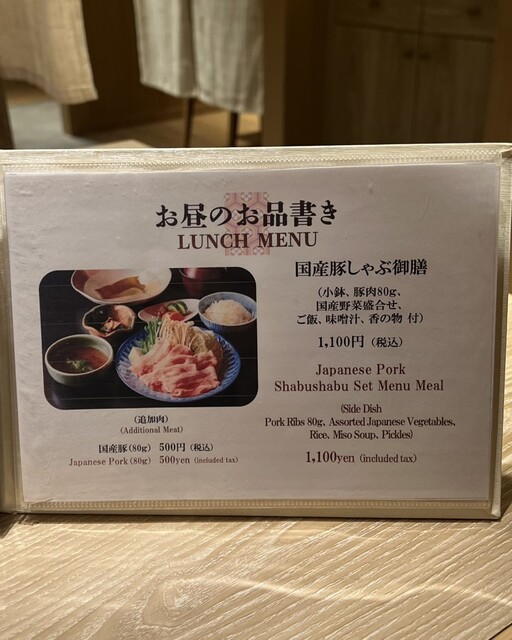 お昼のお品書き
LUNCH MENU
国産豚しゃぶ御膳
(小鉢、豚肉80g、
国産野菜盛合せ、
ご飯、味噌汁、香の物 付)
1,100円 (税込)
Japanese Pork
Shabushabu Set Menu Meal
(Side Dish
Pork Ribs 80g, Assorted Japanese Vegetables,
Rice, Miso Soup, Pickles)
1,100yen (included tax)
(追加肉)
(Additional Meat)
国産豚(80g) 500円 (税込)
Japanese Pork (80g) 500yen (included tax)